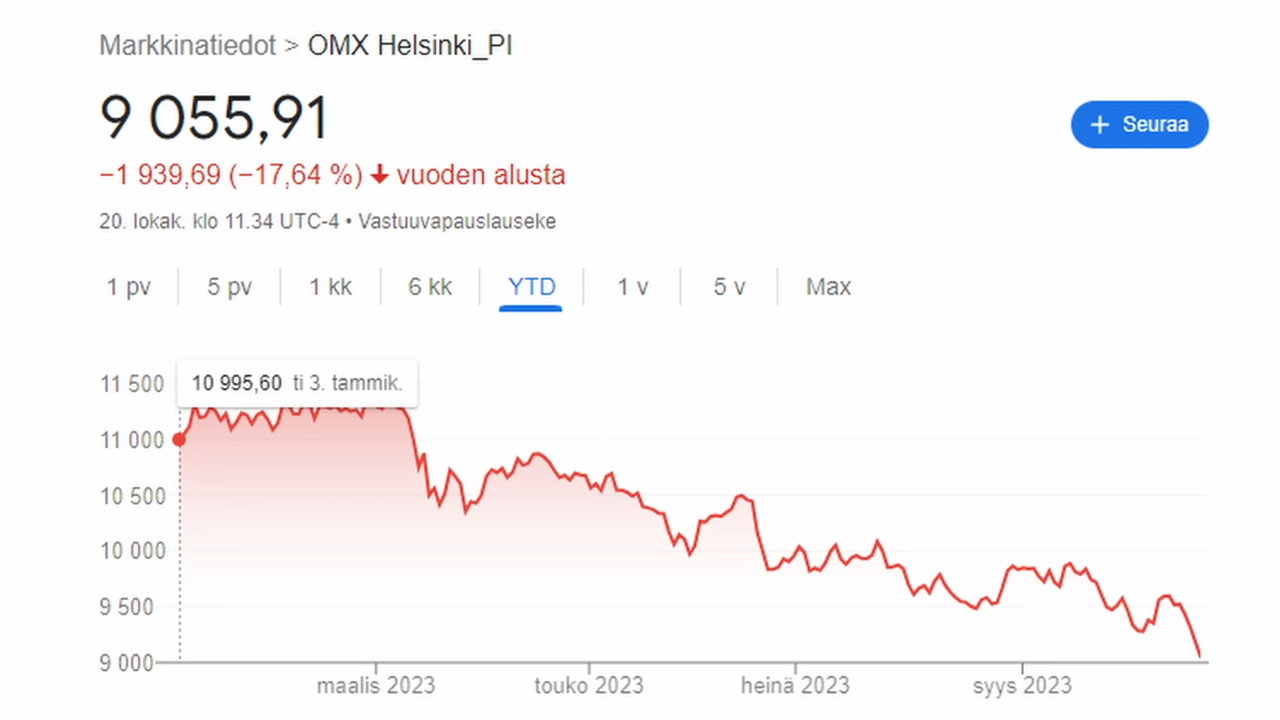 Markkinatiedot > OMX Helsinki_PI
9 055,91
+ Seuraa
−1 939,69 (−17,64 %) ↓ vuoden alusta
20. lokak. klo 11.34 UTC-4 • Vastuuvapauslauseke
1 pv 5 pv 1 kk 6 kk YTD 1 v 5 v Max
11 500
10 995,60 ti 3. tammik.
11 000
10 500
10 000
9 500
9 000
maalis 2023 touko 2023 heinä 2023 syys 2023